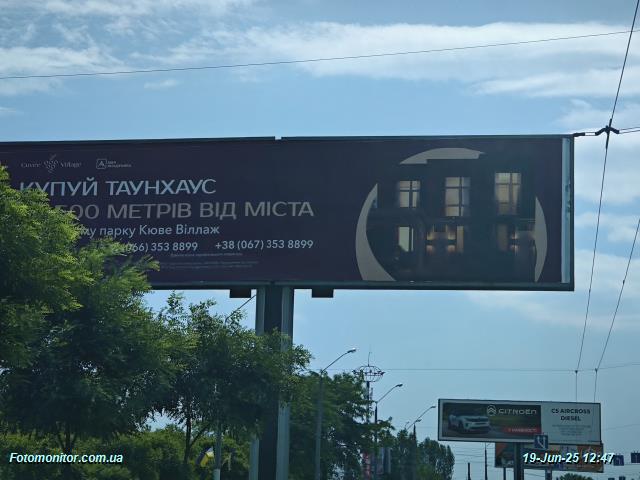 Cuvée Village
КУПУЙ ТАУНХАУС
500 МЕТРІВ ВІД МІСТА
парку Кюве Віллаж
(066) 353 8899 +38 (067) 353 8899
CITROËN
C5 AIRCROSS
DIESEL
Fotomonitor.com.ua
19-Jun-25 12:47